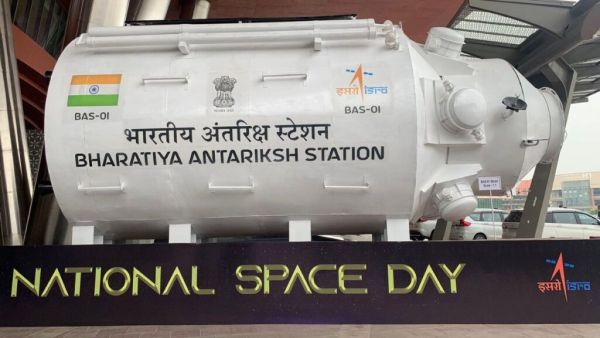 इसरो isro
BAS-01
BAS-01
भारतीय अंतरिक्ष स्टेशन
BHARATIYA ANTARIKSH STATION
NATIONAL SPACE DAY
इसरो isro